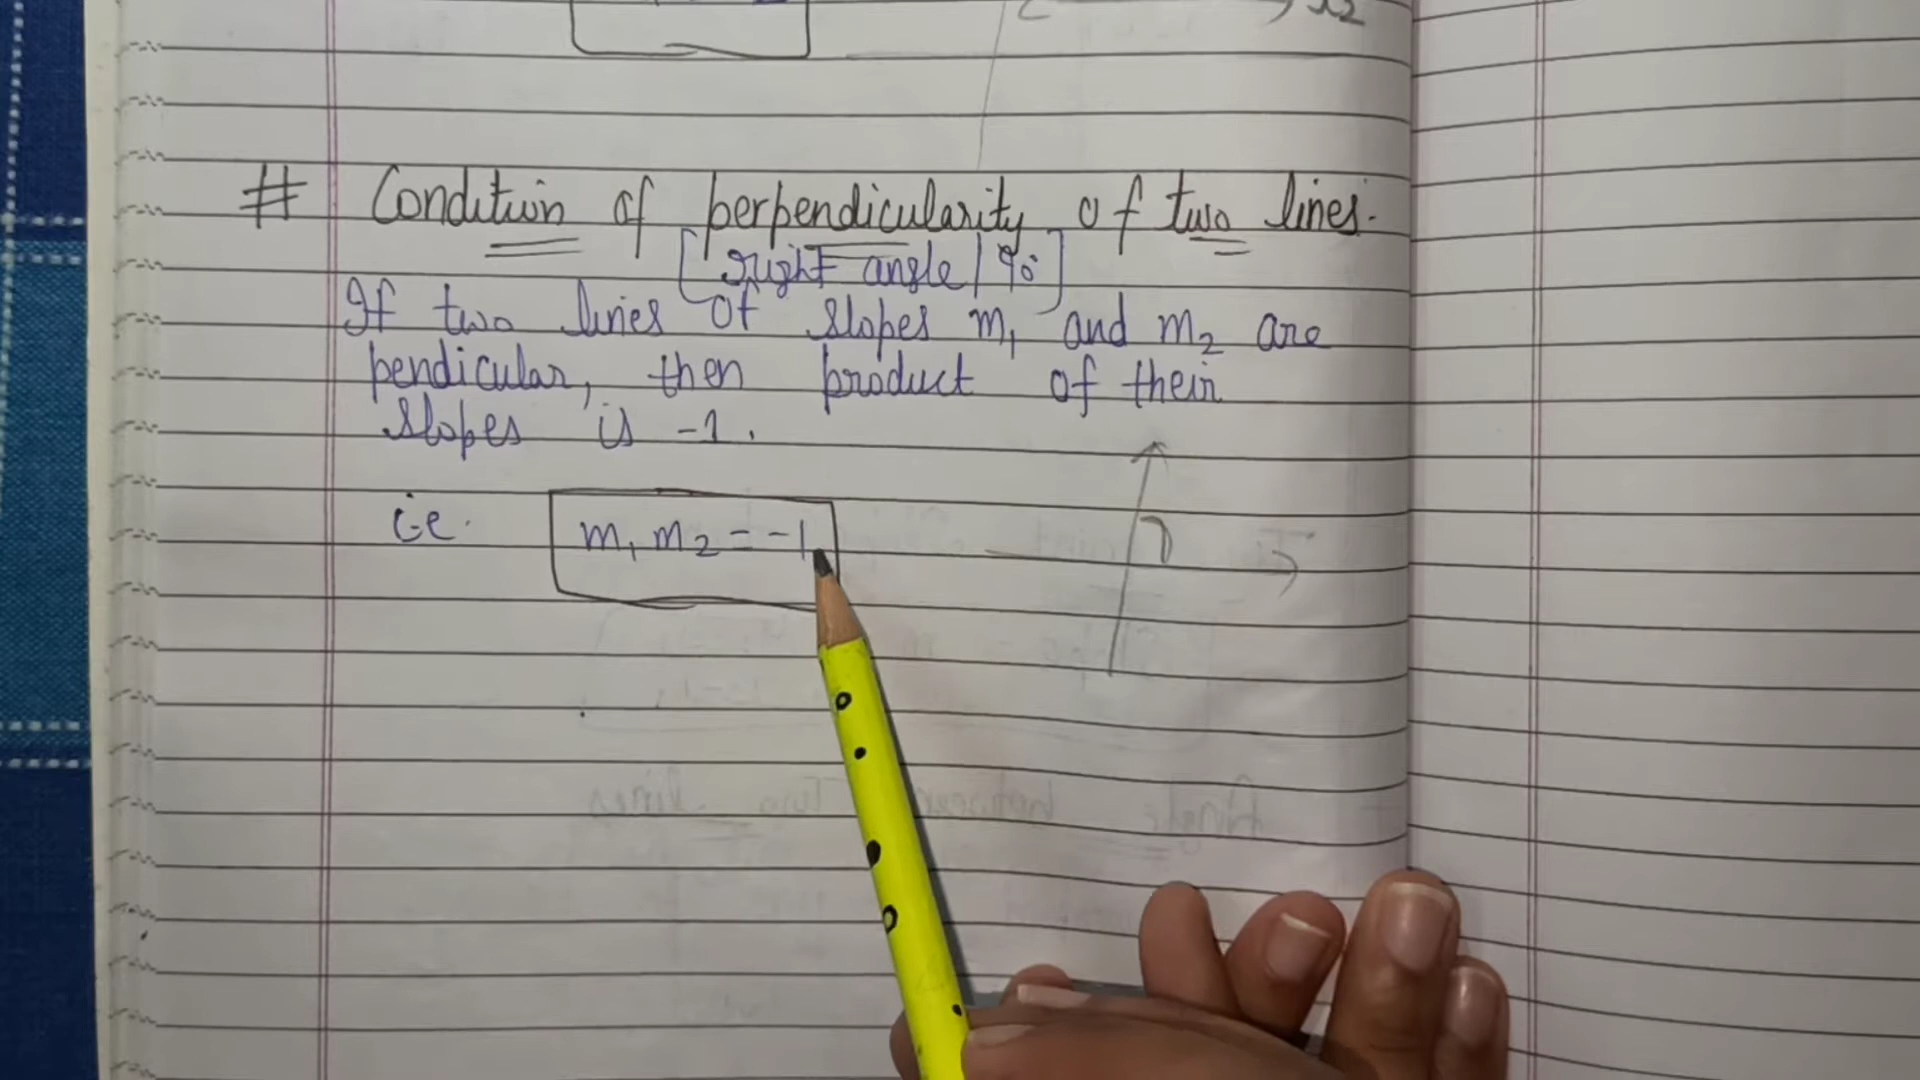 x2
# Condition of perpendicularity of two lines.
[right angle / 90°]
If two lines of slopes m1 and m2 are
pendicular, then product of their
slopes is -1.
i.e. m1 m2 = -1